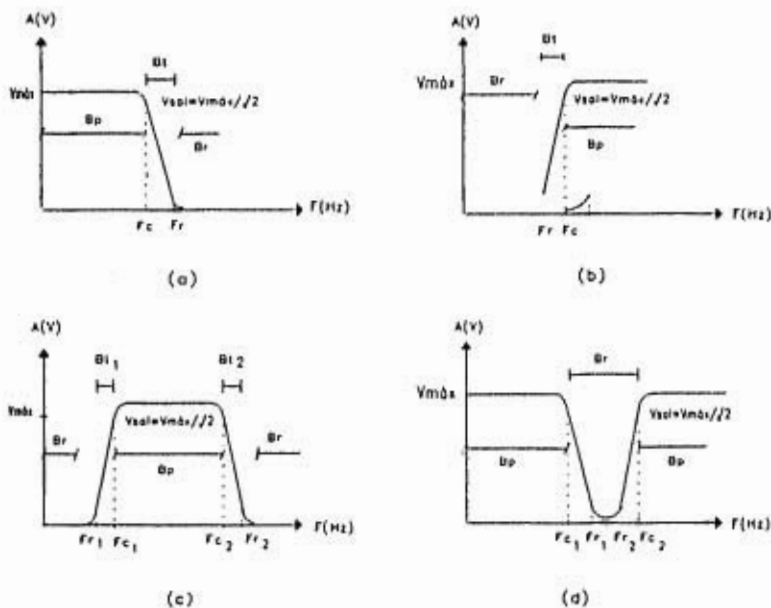 A(V)
Bt
Vmáx
Vsal=Vmáx/√2
Bp
Br
F(Hz)
Fc Fr
(a)
A(V)
Bt
Vmáx
Br
Vsal=Vmáx/√2
Bp
F(Hz)
Fr Fc
(b)
A(V)
Bt1 Bt2
Vmáx
Vsal=Vmáx/√2
Br
Bp
Br
F(Hz)
Fr1 Fc1 Fc2 Fr2
(c)
A(V)
Br
Vmáx
Vsal=Vmáx/√2
Bp
Bp
F(Hz)
Fc1 Fr1 Fr2 Fc2
(d)